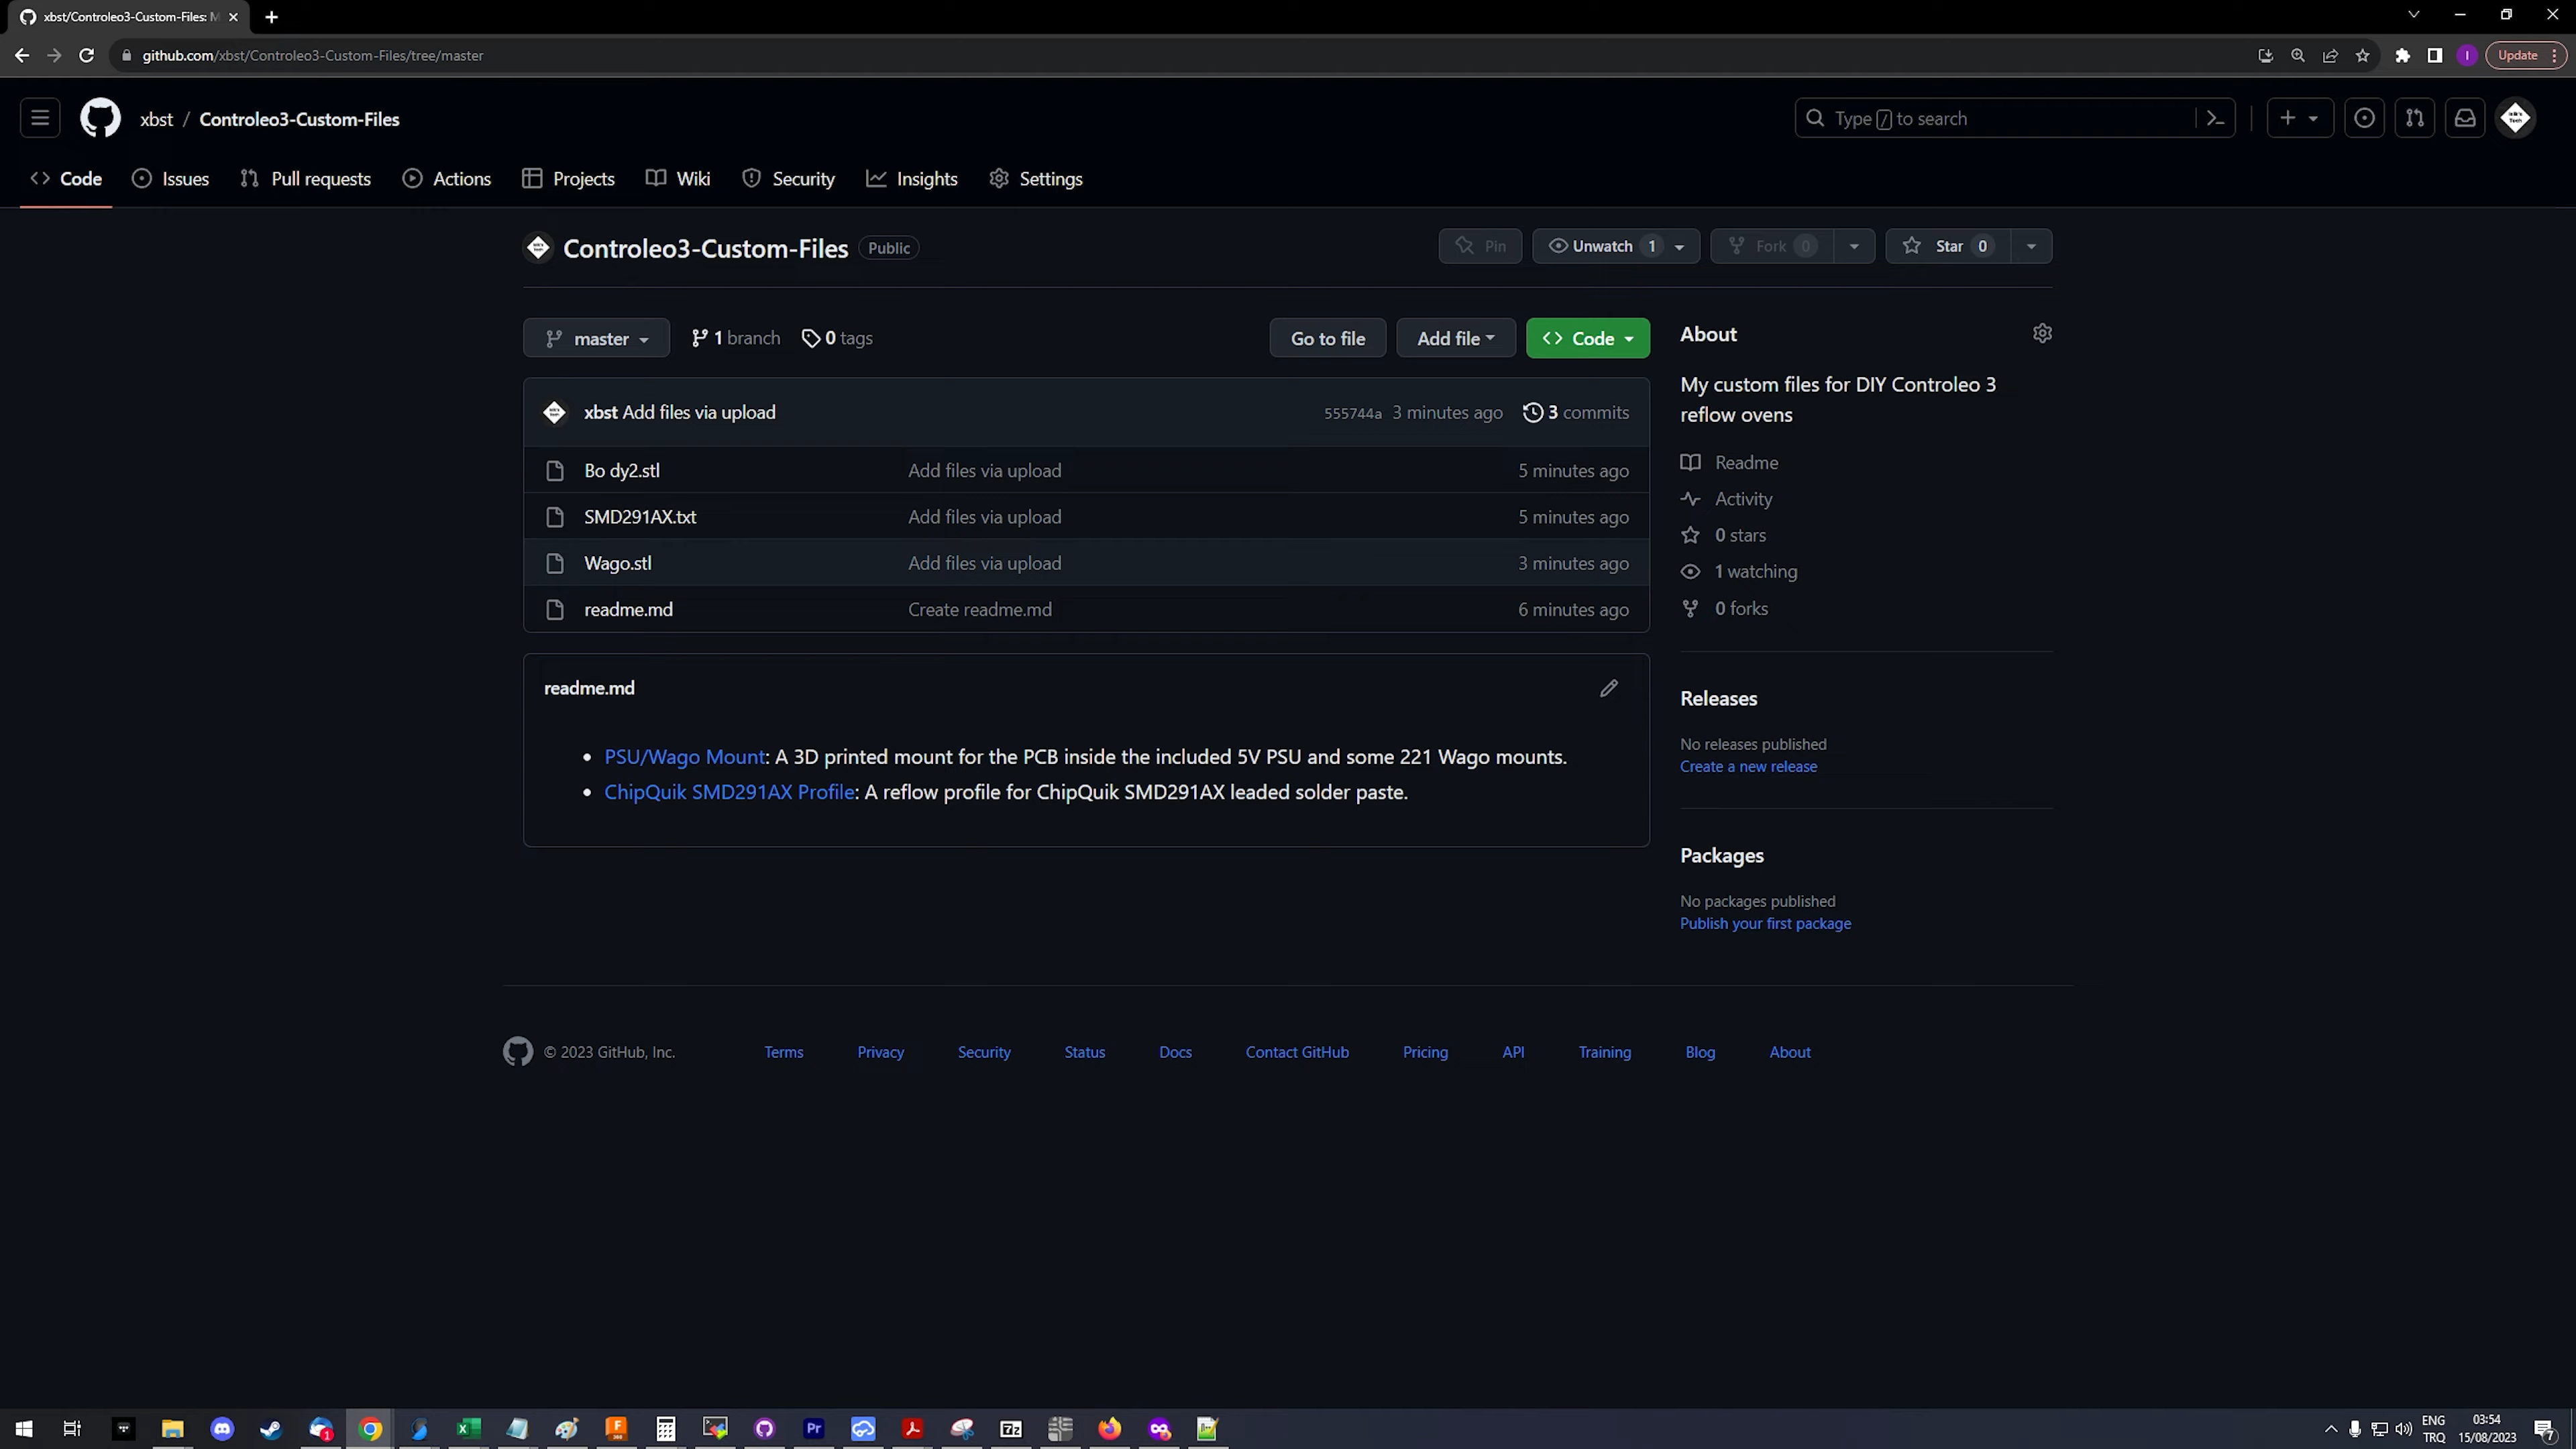 xbst/Controleo3-Custom-Files: M
github.com/xbst/Controleo3-Custom-Files/tree/master
Update
xbst / Controleo3-Custom-Files
Type / to search
Code
Issues
Pull requests
Actions
Projects
Wiki
Security
Insights
Settings
Controleo3-Custom-Files Public
Pin
Unwatch 1
Fork 0
Star 0
master
1 branch
0 tags
Go to file
Add file
Code
xbst Add files via upload 555744a 3 minutes ago 3 commits
Bo dy2.stl Add files via upload 5 minutes ago
SMD291AX.txt Add files via upload 5 minutes ago
Wago.stl Add files via upload 3 minutes ago
readme.md Create readme.md 6 minutes ago
readme.md
• PSU/Wago Mount: A 3D printed mount for the PCB inside the included 5V PSU and some 221 Wago mounts.
• ChipQuik SMD291AX Profile: A reflow profile for ChipQuik SMD291AX leaded solder paste.
About
My custom files for DIY Controleo 3
reflow ovens
Readme
Activity
0 stars
1 watching
0 forks
Releases
No releases published
Create a new release
Packages
No packages published
Publish your first package
© 2023 GitHub, Inc.
Terms
Privacy
Security
Status
Docs
Contact GitHub
Pricing
API
Training
Blog
About
1
F
Pr
7z
ENG
TRQ
03:54
15/08/2023
7